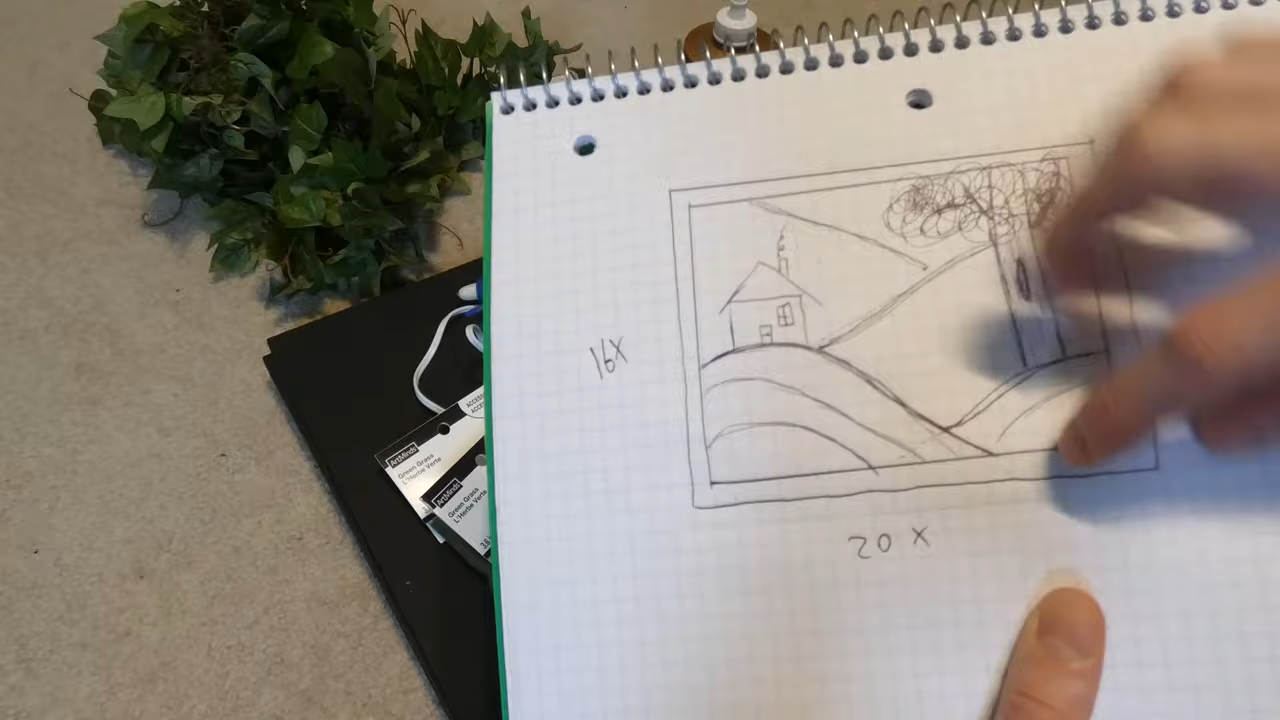 16X
20 X
ArtMinds
Green Grass
L'Herbe Verte
ArtMinds
Green Grass
L'Herbe Verte